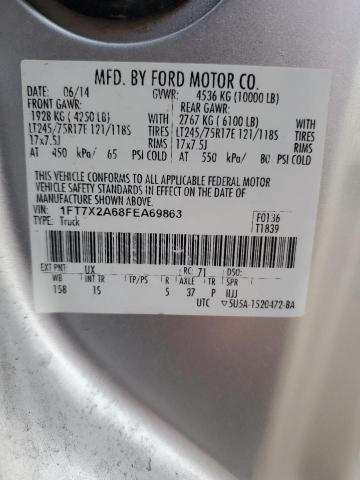 MFD. BY FORD MOTOR CO.
DATE: 06/14 GVWR: 4536 KG (10000 LB)
FRONT GAWR: REAR GAWR:
1928 KG (4250 LB) WITH 2767 KG (6100 LB) WITH
LT245/75R17E 121/118S TIRES LT245/75R17E 121/118S TIRES
17x7.5J RIMS 17x7.5J RIMS
AT 450 kPa/ 65 PSI COLD AT 550 kPa/ 80 PSI COLD
THIS VEHICLE CONFORMS TO ALL APPLICABLE FEDERAL MOTOR
VEHICLE SAFETY STANDARDS IN EFFECT ON THE DATE OF
MANUFACTURE SHOWN ABOVE.
VIN: 1FT7X2A68FEA69863 F0136
TYPE: Truck T1839
EXT PNT: UX RC: 71 DSO:
WB INT TR TP/PS R AXLE TR SPR
158 1S 5 37 P
UTC 5U5A-1520472-BA